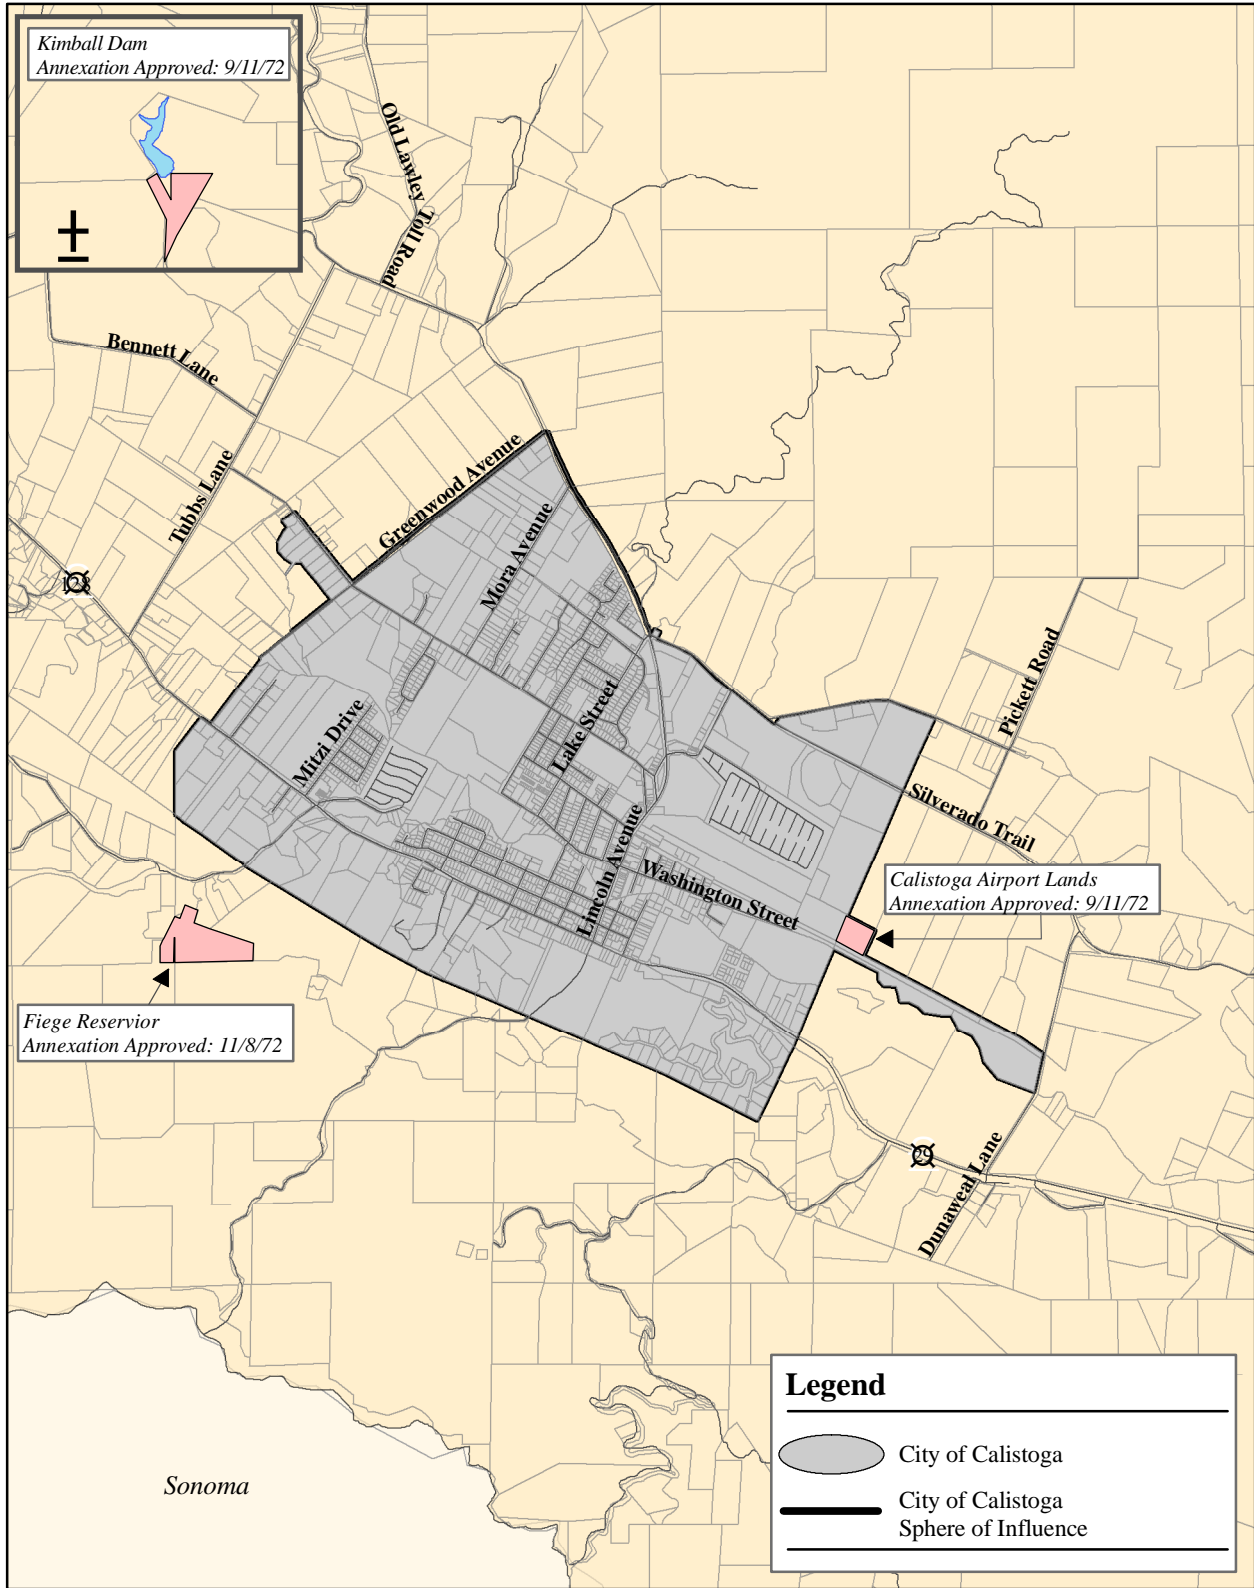 Kimball Dam
Annexation Approved: 9/11/72
Old Lawley Toll Road
Bennett Lane
Tubbs Lane
Greenwood Avenue
Mora Avenue
128
Pickett Road
Lake Street
Mitzi Drive
Silverado Trail
Lincoln Avenue
Washington Street
Calistoga Airport Lands
Annexation Approved: 9/11/72
Fiege Reservior
Annexation Approved: 11/8/72
29
Dunaweal Lane
Sonoma
Legend
City of Calistoga
City of Calistoga
Sphere of Influence